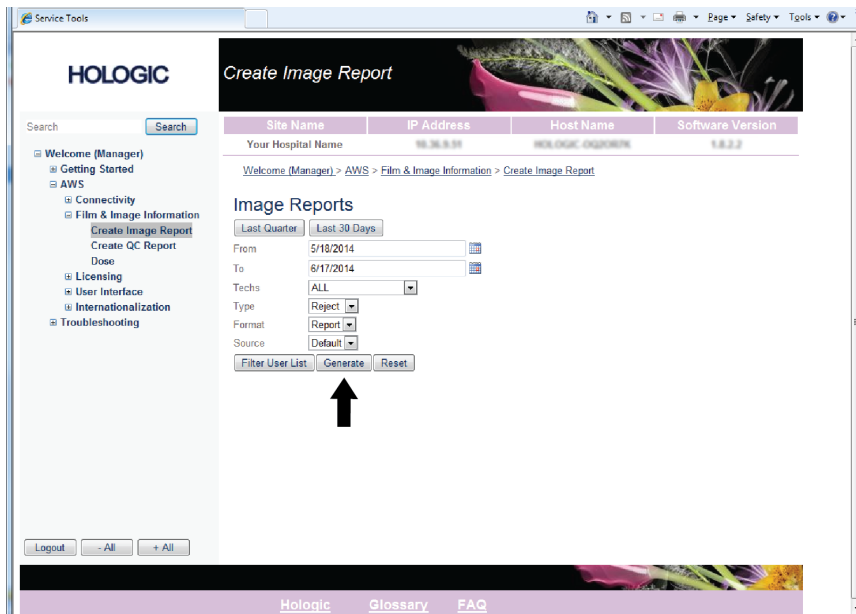 Service Tools
Page Safety Tools
HOLOGIC
Create Image Report
Search Search
Site Name IP Address Host Name Software Version
Your Hospital Name 1.8.2.2
Welcome (Manager)
Getting Started
AWS
Connectivity
Film & Image Information
Create Image Report
Create QC Report
Dose
Licensing
User Interface
Internationalization
Troubleshooting
Welcome (Manager) > AWS > Film & Image Information > Create Image Report
Image Reports
Last Quarter Last 30 Days
From 5/18/2014
To 6/17/2014
Techs ALL
Type Reject
Format Report
Source Default
Filter User List Generate Reset
Logout - All + All
Hologic Glossary FAQ